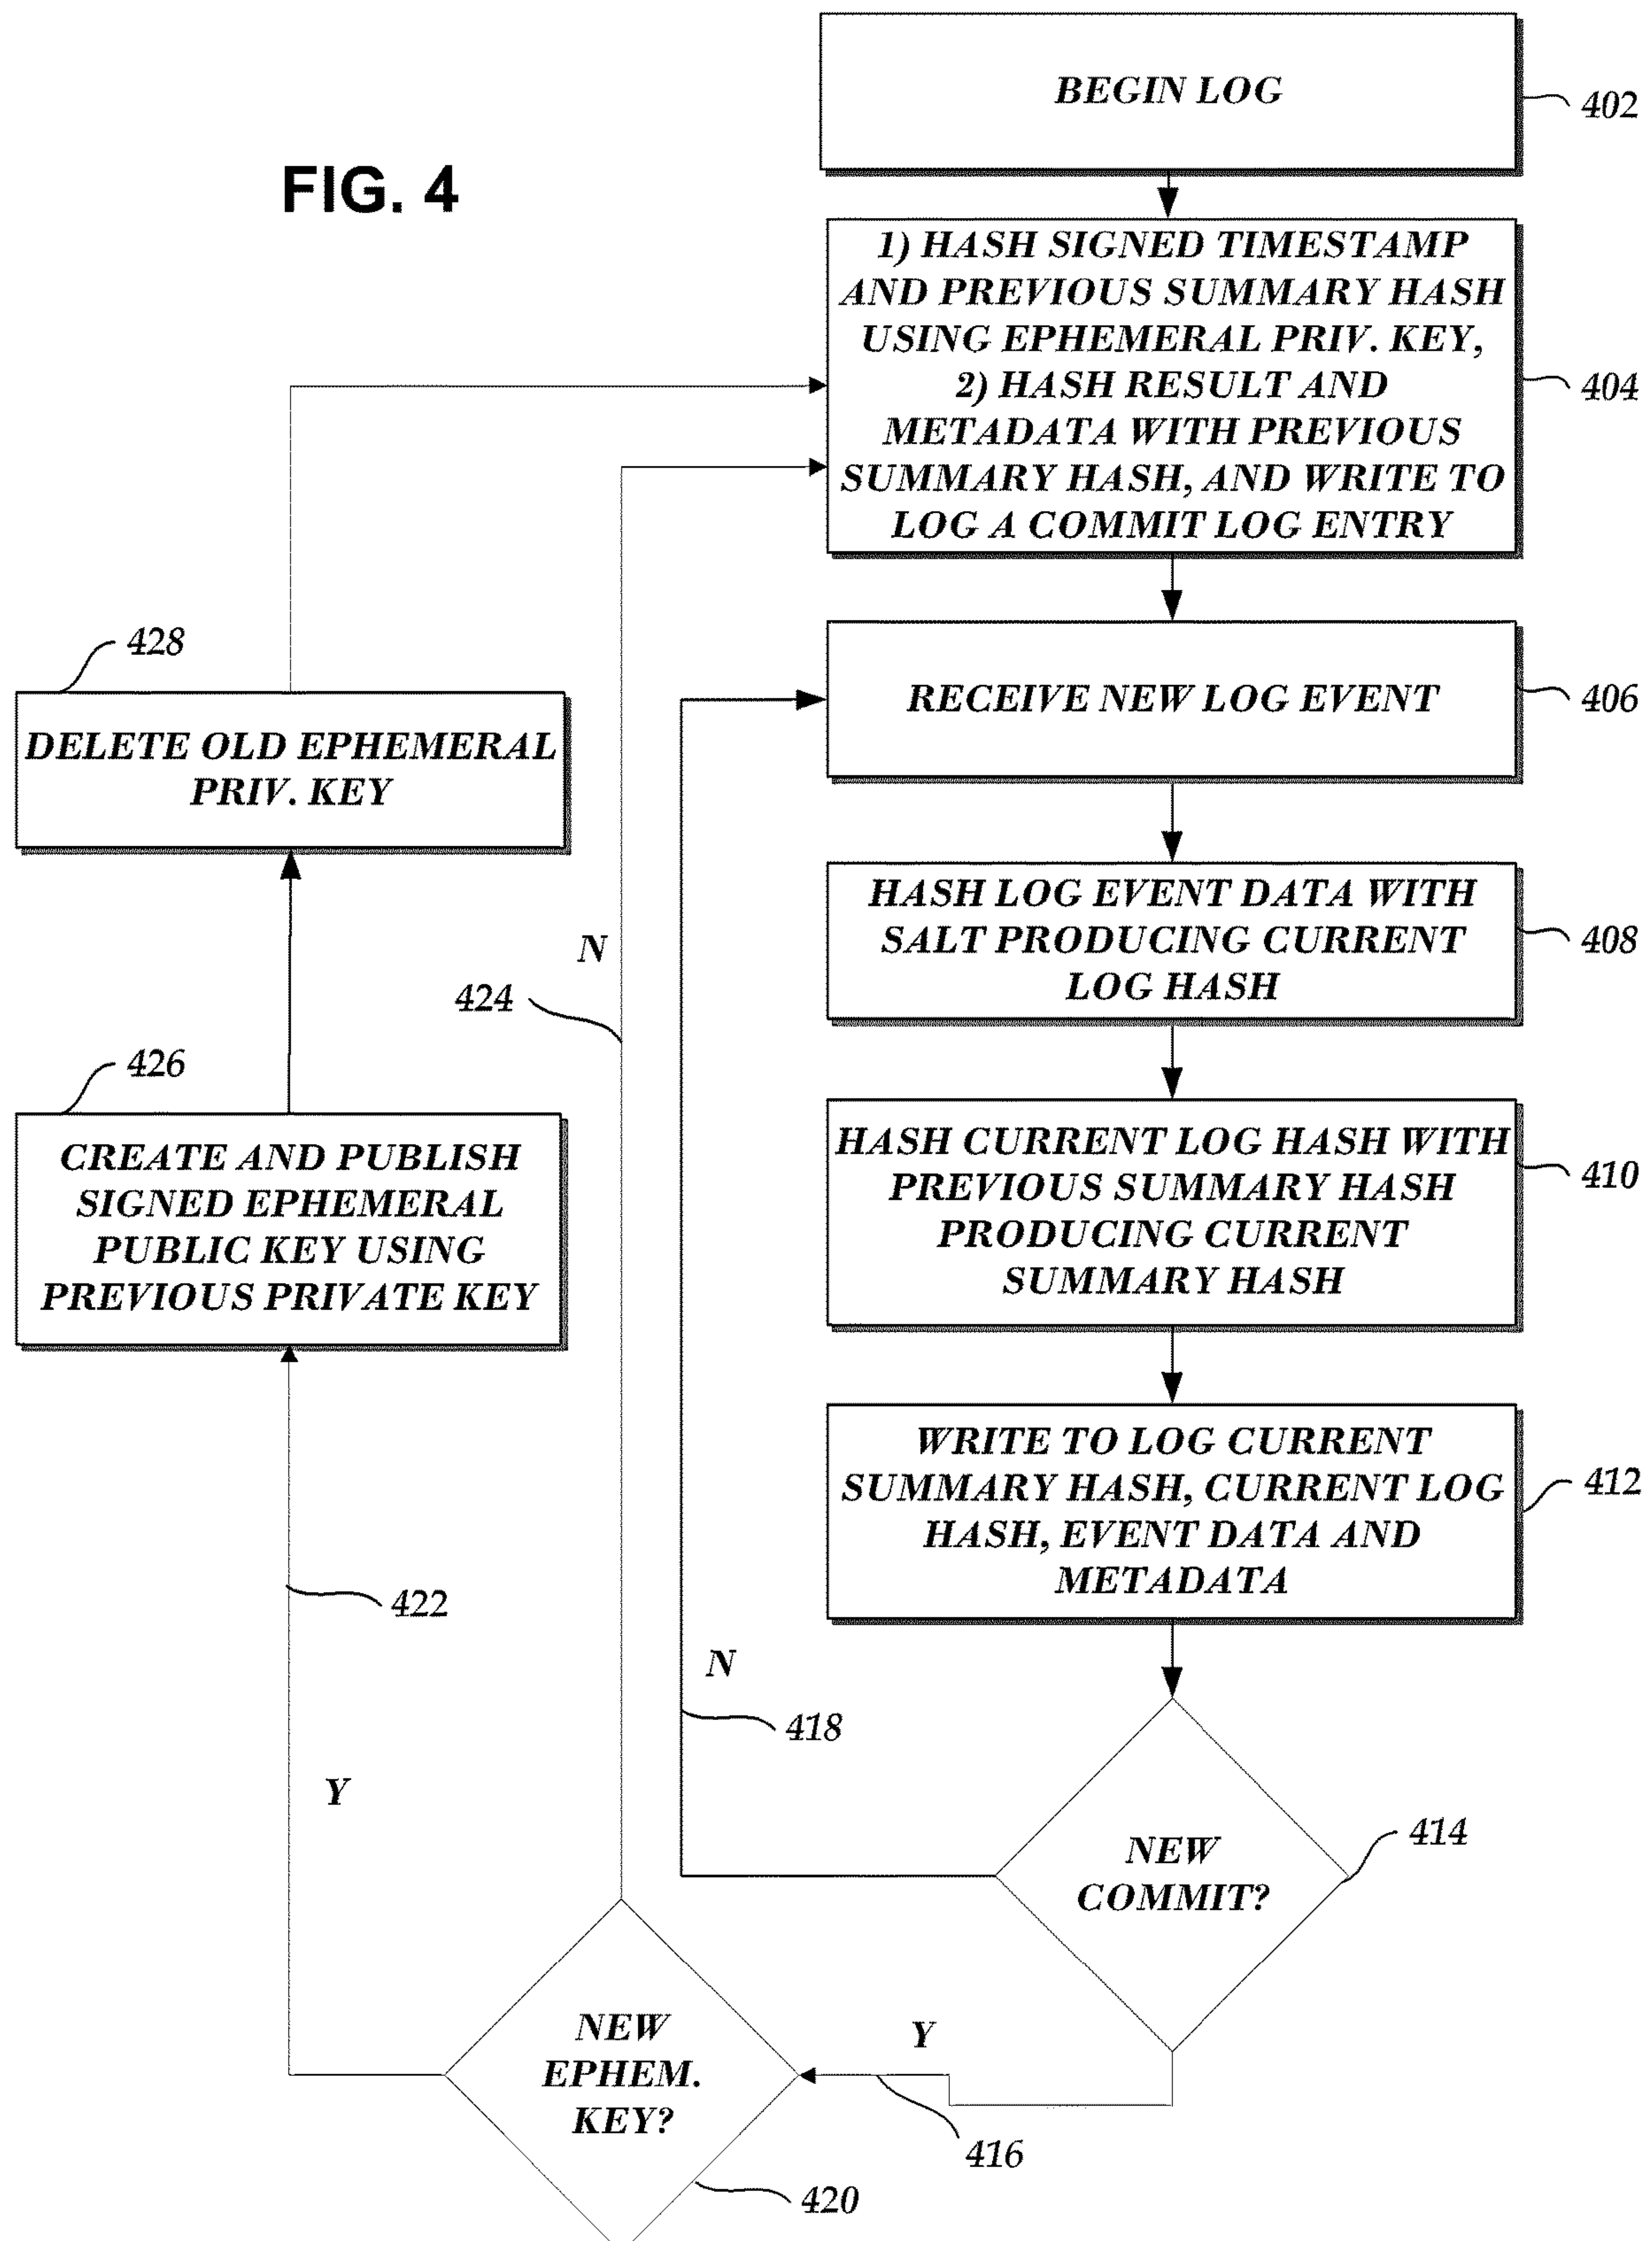 BEGIN LOG
402
FIG. 4
1) HASH SIGNED TIMESTAMP
AND PREVIOUS SUMMARY HASH
USING EPHEMERAL PRIV. KEY,
2) HASH RESULT AND
METADATA WITH PREVIOUS
SUMMARY HASH, AND WRITE TO
LOG A COMMIT LOG ENTRY
404
RECEIVE NEW LOG EVENT
406
428
DELETE OLD EPHEMERAL
PRIV. KEY
HASH LOG EVENT DATA WITH
SALT PRODUCING CURRENT
LOG HASH
408
N
424
426
CREATE AND PUBLISH
SIGNED EPHEMERAL
PUBLIC KEY USING
PREVIOUS PRIVATE KEY
HASH CURRENT LOG HASH WITH
PREVIOUS SUMMARY HASH
PRODUCING CURRENT
SUMMARY HASH
410
WRITE TO LOG CURRENT
SUMMARY HASH, CURRENT LOG
HASH, EVENT DATA AND
METADATA
412
422
N
418
Y
NEW
COMMIT?
414
NEW
EPHEM.
KEY?
Y
416
420